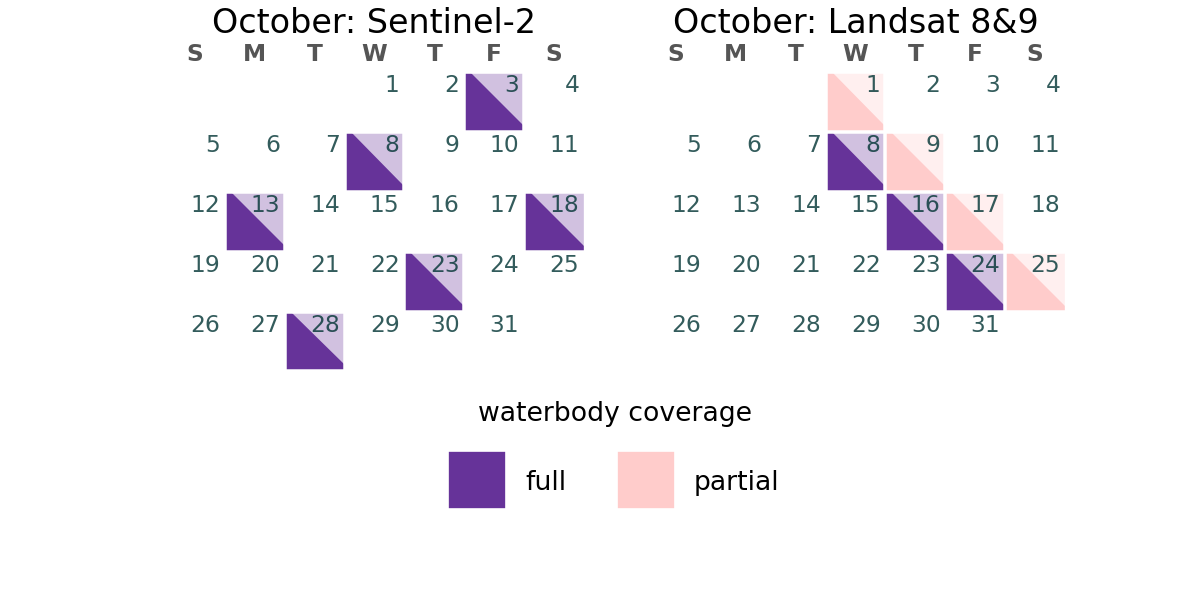 October: Sentinel-2
S M T W T F S
1 2 3 4
5 6 7 8 9 10 11
12 13 14 15 16 17 18
19 20 21 22 23 24 25
26 27 28 29 30 31
October: Landsat 8&9
S M T W T F S
1 2 3 4
5 6 7 8 9 10 11
12 13 14 15 16 17 18
19 20 21 22 23 24 25
26 27 28 29 30 31
waterbody coverage
full
partial